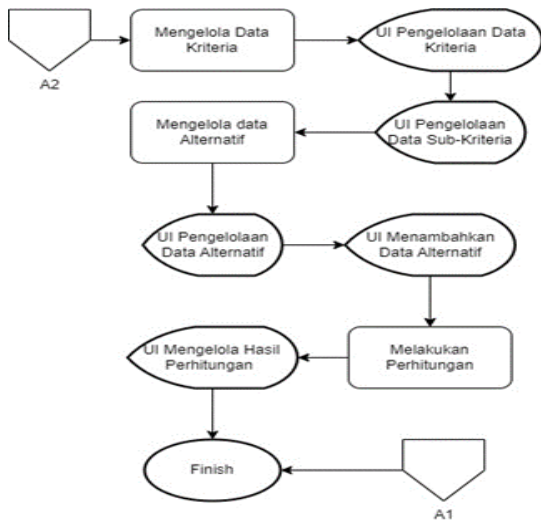 Mengelola Data
Kriteria
UI Pengelolaan Data
Kriteria
A2
Mengelola data
Alternatif
UI Pengelolaan
Data Sub-Kriteria
UI Pengelolaan
Data Alternatif
UI Menambahkan
Data Alternatif
UI Mengelola Hasil
Perhitungan
Melakukan
Perhitungan
Finish
A1